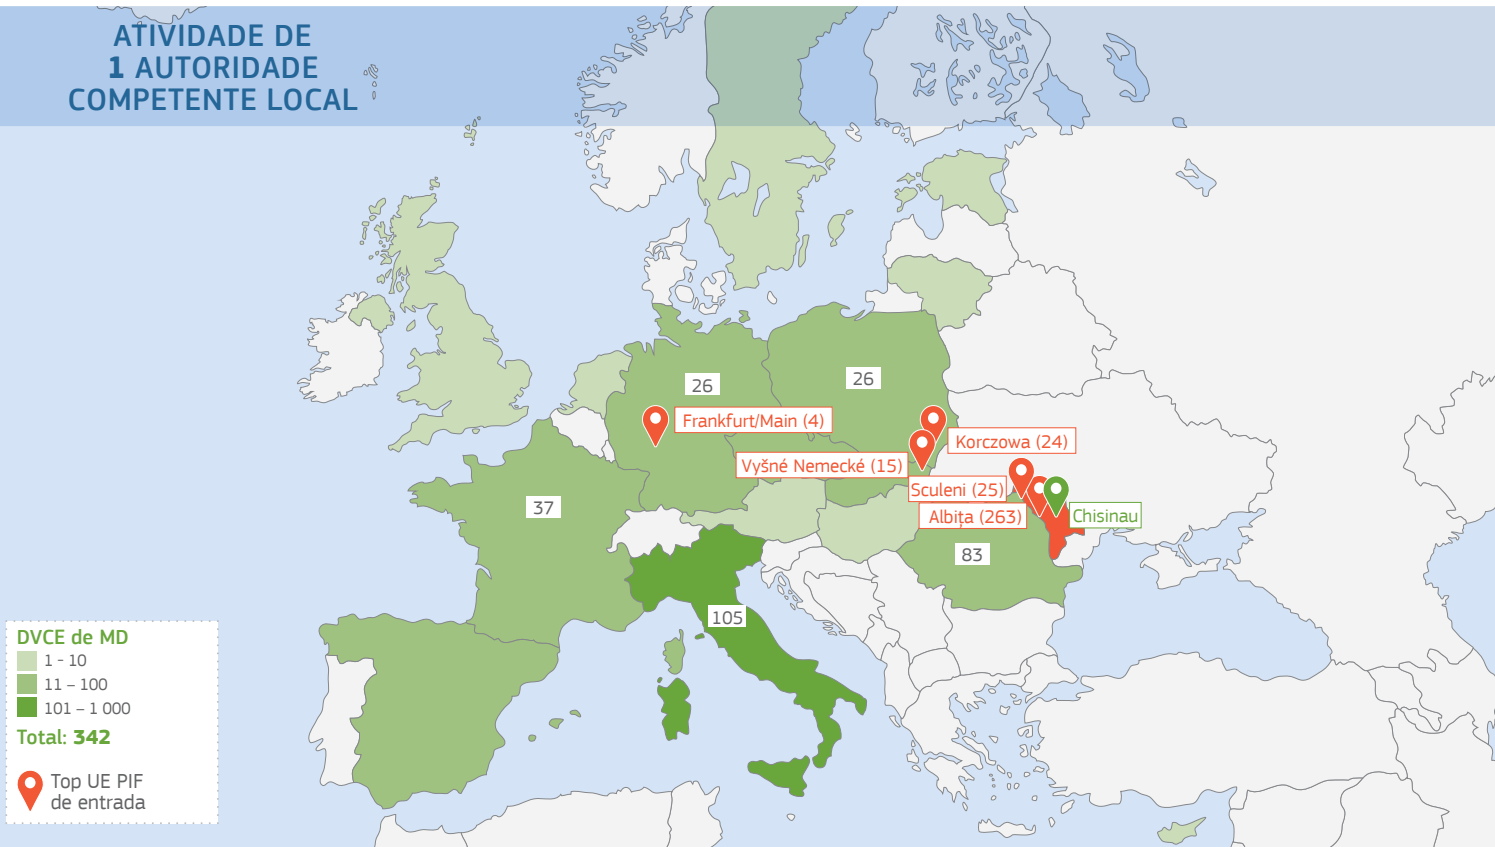 ATIVIDADE DE
1 AUTORIDADE
COMPETENTE LOCAL
26
26
Frankfurt/Main (4)
Korczowa (24)
Vyšné Nemecké (15)
Sculeni (25)
Albița (263)
Chisinau
37
83
105
DVCE de MD
1 - 10
11 – 100
101 – 1 000
Total: 342
Top UE PIF
de entrada